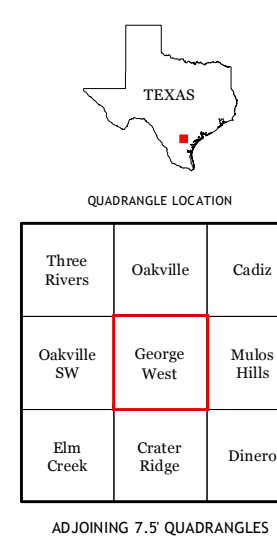 TEXAS
QUADRANGLE LOCATION
Three
Rivers
Oakville
Cadiz
Oakville
SW
George
West
Mulos
Hills
Elm
Creek
Crater
Ridge
Dinero
ADJOINING 7.5' QUADRANGLES